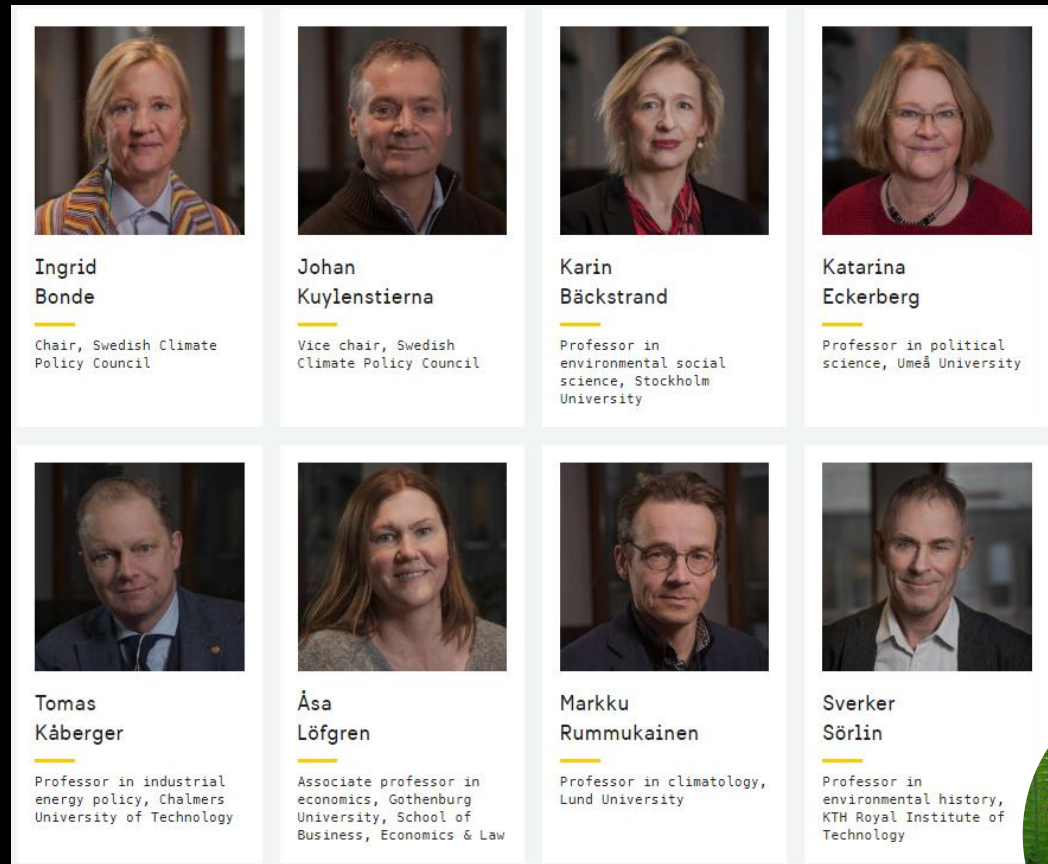 Ingrid
Bonde
Chair, Swedish Climate
Policy Council
Johan
Kuylenstierna
Vice chair, Swedish
Climate Policy Council
Karin
Bäckstrand
Professor in
environmental social
science, Stockholm
University
Katarina
Eckerberg
Professor in political
science, Umeå University
Tomas
Kåberger
Professor in industrial
energy policy, Chalmers
University of Technology
Åsa
Löfgren
Associate professor in
economics, Gothenburg
University, School of
Business, Economics & Law
Markku
Rummukainen
Professor in climatology,
Lund University
Sverker
Sörlin
Professor in
environmental history,
KTH Royal Institute of
Technology